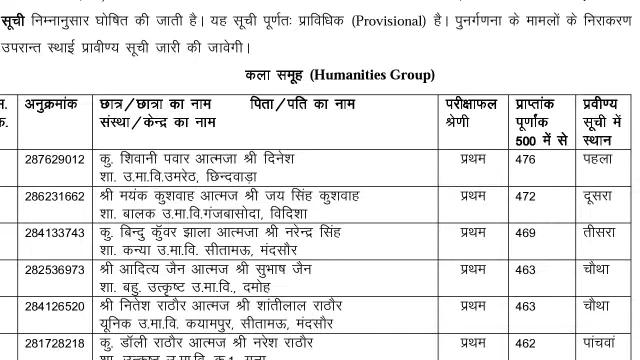 सूची निम्नानुसार घोषित की जाती है। यह सूची पूर्णतः प्राविधिक (Provisional) है। पुनर्गणना के मामलों के निराकरण
उपरान्त स्थाई प्रावीण्य सूची जारी की जावेगी।
कला समूह (Humanities Group)
अनुक्रमांक छात्र/छात्रा का नाम पिता/पति का नाम परीक्षाफल प्राप्तांक प्रवीण्य
संस्था/केन्द्र का नाम श्रेणी पूर्णांक सूची में
500 में से स्थान
287629012 कु. शिवानी पवार आत्मजा श्री दिनेश प्रथम 476 पहला
शा. उ.मा.वि.उमरेठ, छिन्दवाड़ा
286231662 श्री मयंक कुशवाह आत्मज श्री जय सिंह कुशवाह प्रथम 472 दूसरा
शा. बालक उ.मा.वि.गंजबासोदा, विदिशा
284133743 कु. बिन्दु कुॅवर झाला आत्मजा श्री नरेन्द्र सिंह प्रथम 469 तीसरा
शा. कन्या उ.मा.वि. सीतामऊ, मंदसौर
282536973 श्री आदित्य जैन आत्मज श्री सुभाष जैन प्रथम 463 चौथा
शा. बहु. उत्कृष्ट उ.मा.वि., दमोह
284126520 श्री नितेश राठौर आत्मज श्री शांतीलाल राठौर प्रथम 463 चौथा
यूनिक उ.मा.वि. कयामपुर, सीतामऊ, मंदसौर
281728218 कु. डॉली राठौर आत्मजा श्री नरेश राठौर प्रथम 462 पांचवां